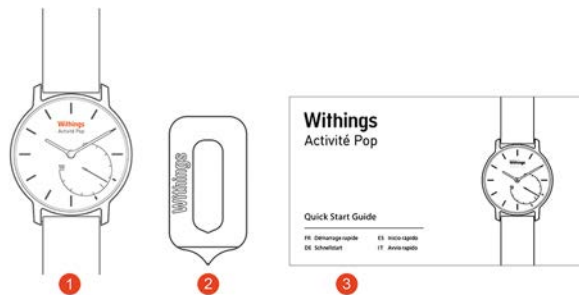 Withings
Activité Pop
1
Withings
2
Withings
Activité Pop
Withings
Quick Start Guide
FR Démarrage rapide
ES Inicio rápido
DE Schnellstart
IT Avvio rapido
3